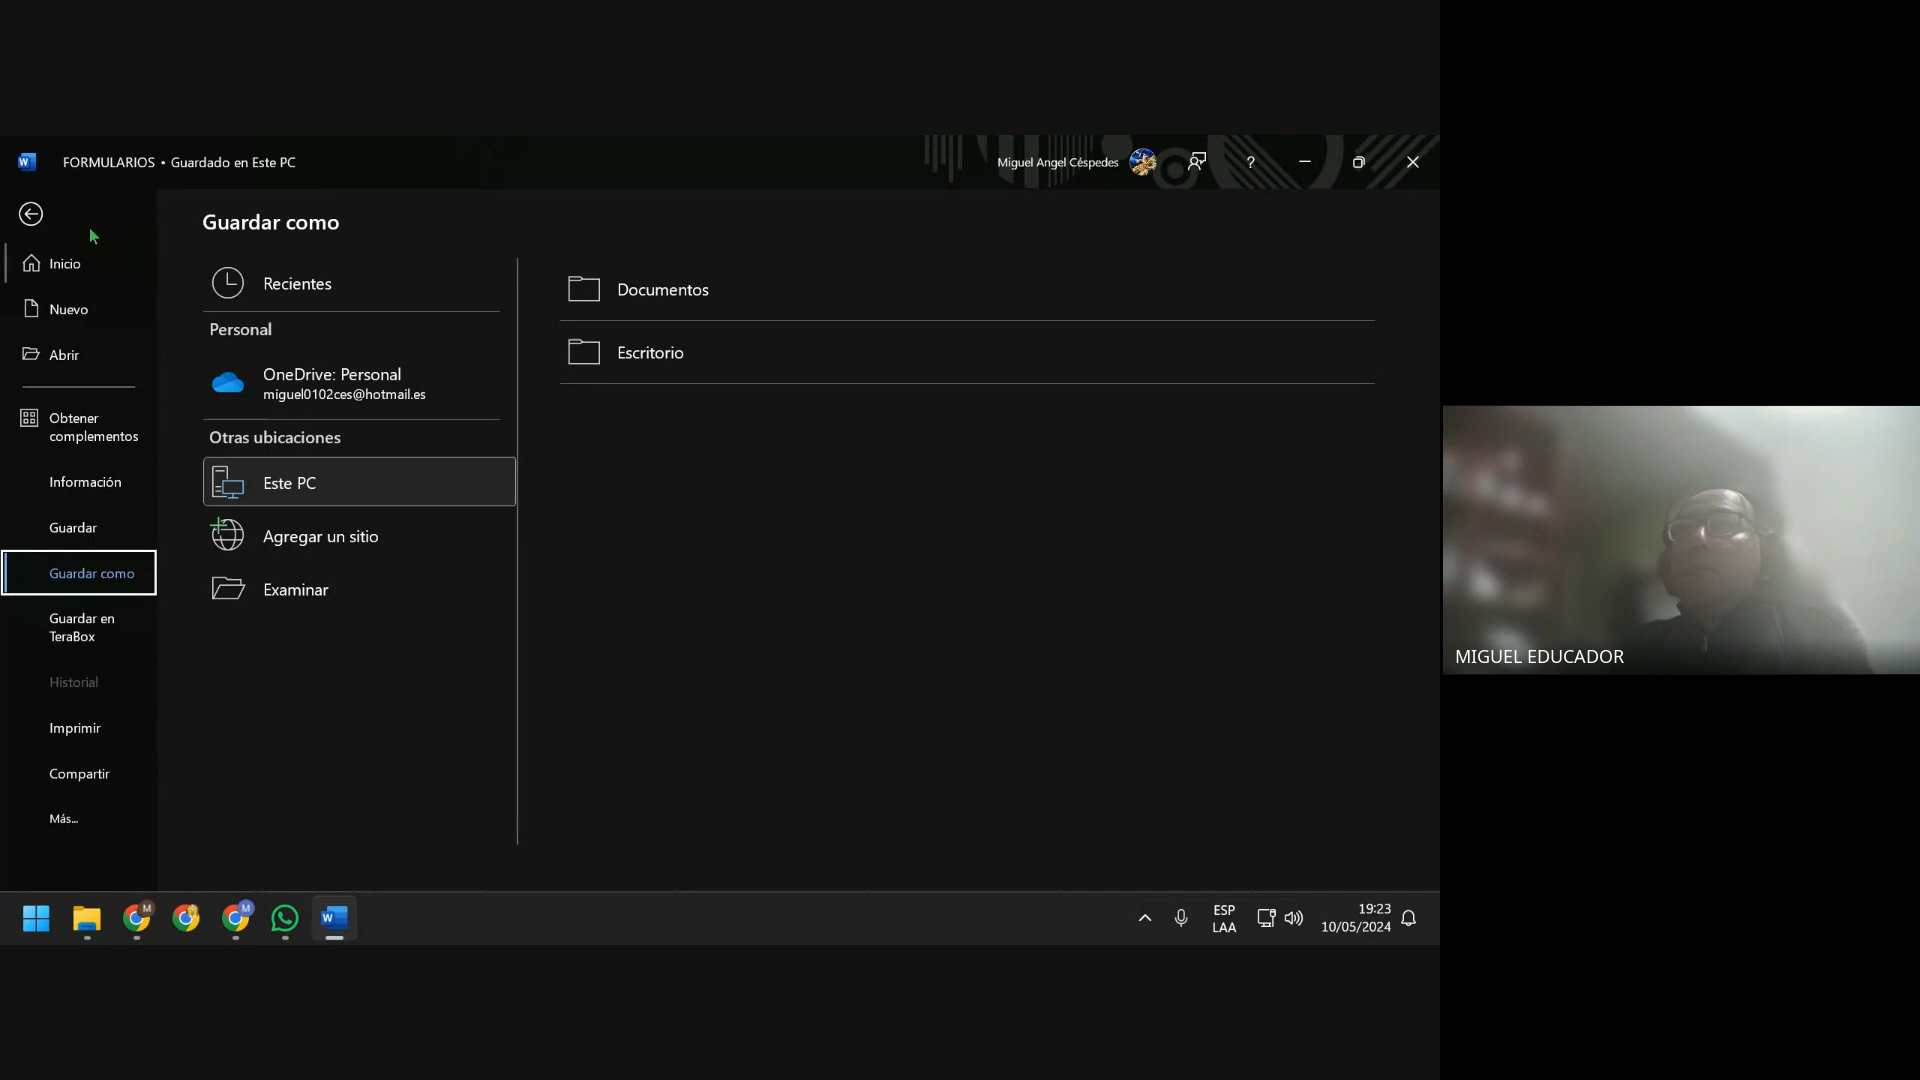 FORMULARIOS • Guardado en Este PC
Miguel Angel Céspedes
?
Inicio
Nuevo
Abrir
Obtener
complementos
Información
Guardar
Guardar como
Guardar en
TeraBox
Historial
Imprimir
Compartir
Más...
Guardar como
Recientes
Personal
OneDrive: Personal
miguel0102ces@hotmail.es
Otras ubicaciones
Este PC
Agregar un sitio
Examinar
Documentos
Escritorio
MIGUEL EDUCADOR
W
M
M
W
ESP
LAA
19:23
10/05/2024